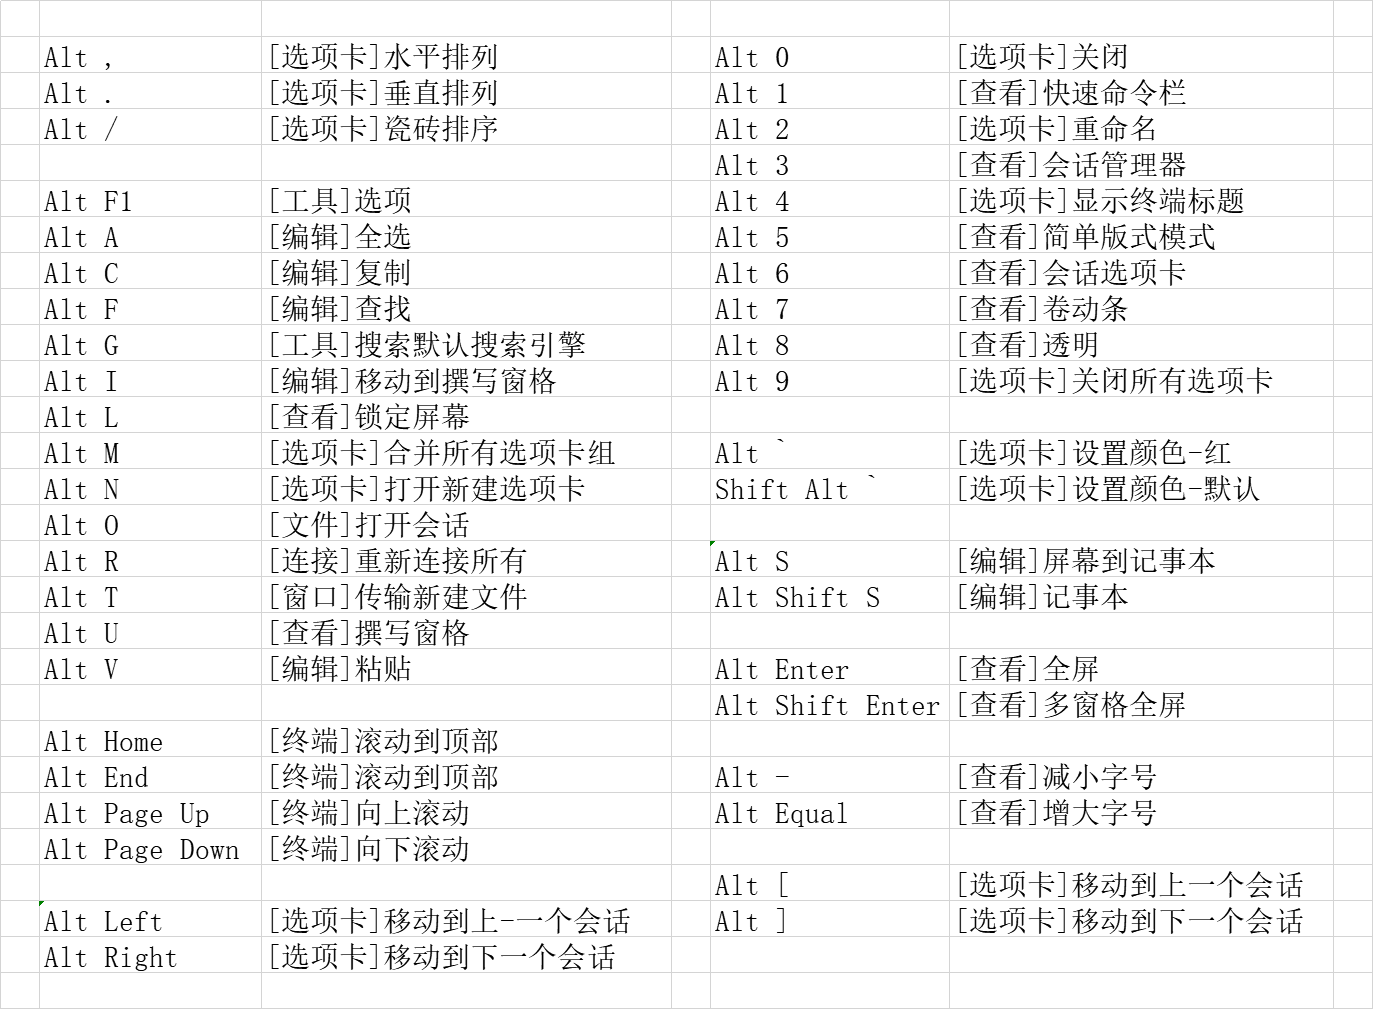 Alt , [选项卡]水平排列 Alt 0 [选项卡]关闭
Alt . [选项卡]垂直排列 Alt 1 [查看]快速命令栏
Alt / [选项卡]瓷砖排序 Alt 2 [选项卡]重命名
Alt 3 [查看]会话管理器
Alt F1 [工具]选项 Alt 4 [选项卡]显示终端标题
Alt A [编辑]全选 Alt 5 [查看]简单版式模式
Alt C [编辑]复制 Alt 6 [查看]会话选项卡
Alt F [编辑]查找 Alt 7 [查看]卷动条
Alt G [工具]搜索默认搜索引擎 Alt 8 [查看]透明
Alt I [编辑]移动到撰写窗格 Alt 9 [选项卡]关闭所有选项卡
Alt L [查看]锁定屏幕
Alt M [选项卡]合并所有选项卡组 Alt ` [选项卡]设置颜色-红
Alt N [选项卡]打开新建选项卡 Shift Alt ` [选项卡]设置颜色-默认
Alt O [文件]打开会话
Alt R [连接]重新连接所有 Alt S [编辑]屏幕到记事本
Alt T [窗口]传输新建文件 Alt Shift S [编辑]记事本
Alt U [查看]撰写窗格
Alt V [编辑]粘贴 Alt Enter [查看]全屏
Alt Shift Enter [查看]多窗格全屏
Alt Home [终端]滚动到顶部
Alt End [终端]滚动到顶部 Alt - [查看]减小字号
Alt Page Up [终端]向上滚动 Alt Equal [查看]增大字号
Alt Page Down [终端]向下滚动
Alt [ [选项卡]移动到上一个会话
Alt Left [选项卡]移动到上-一个会话 Alt ] [选项卡]移动到下一个会话
Alt Right [选项卡]移动到下一个会话